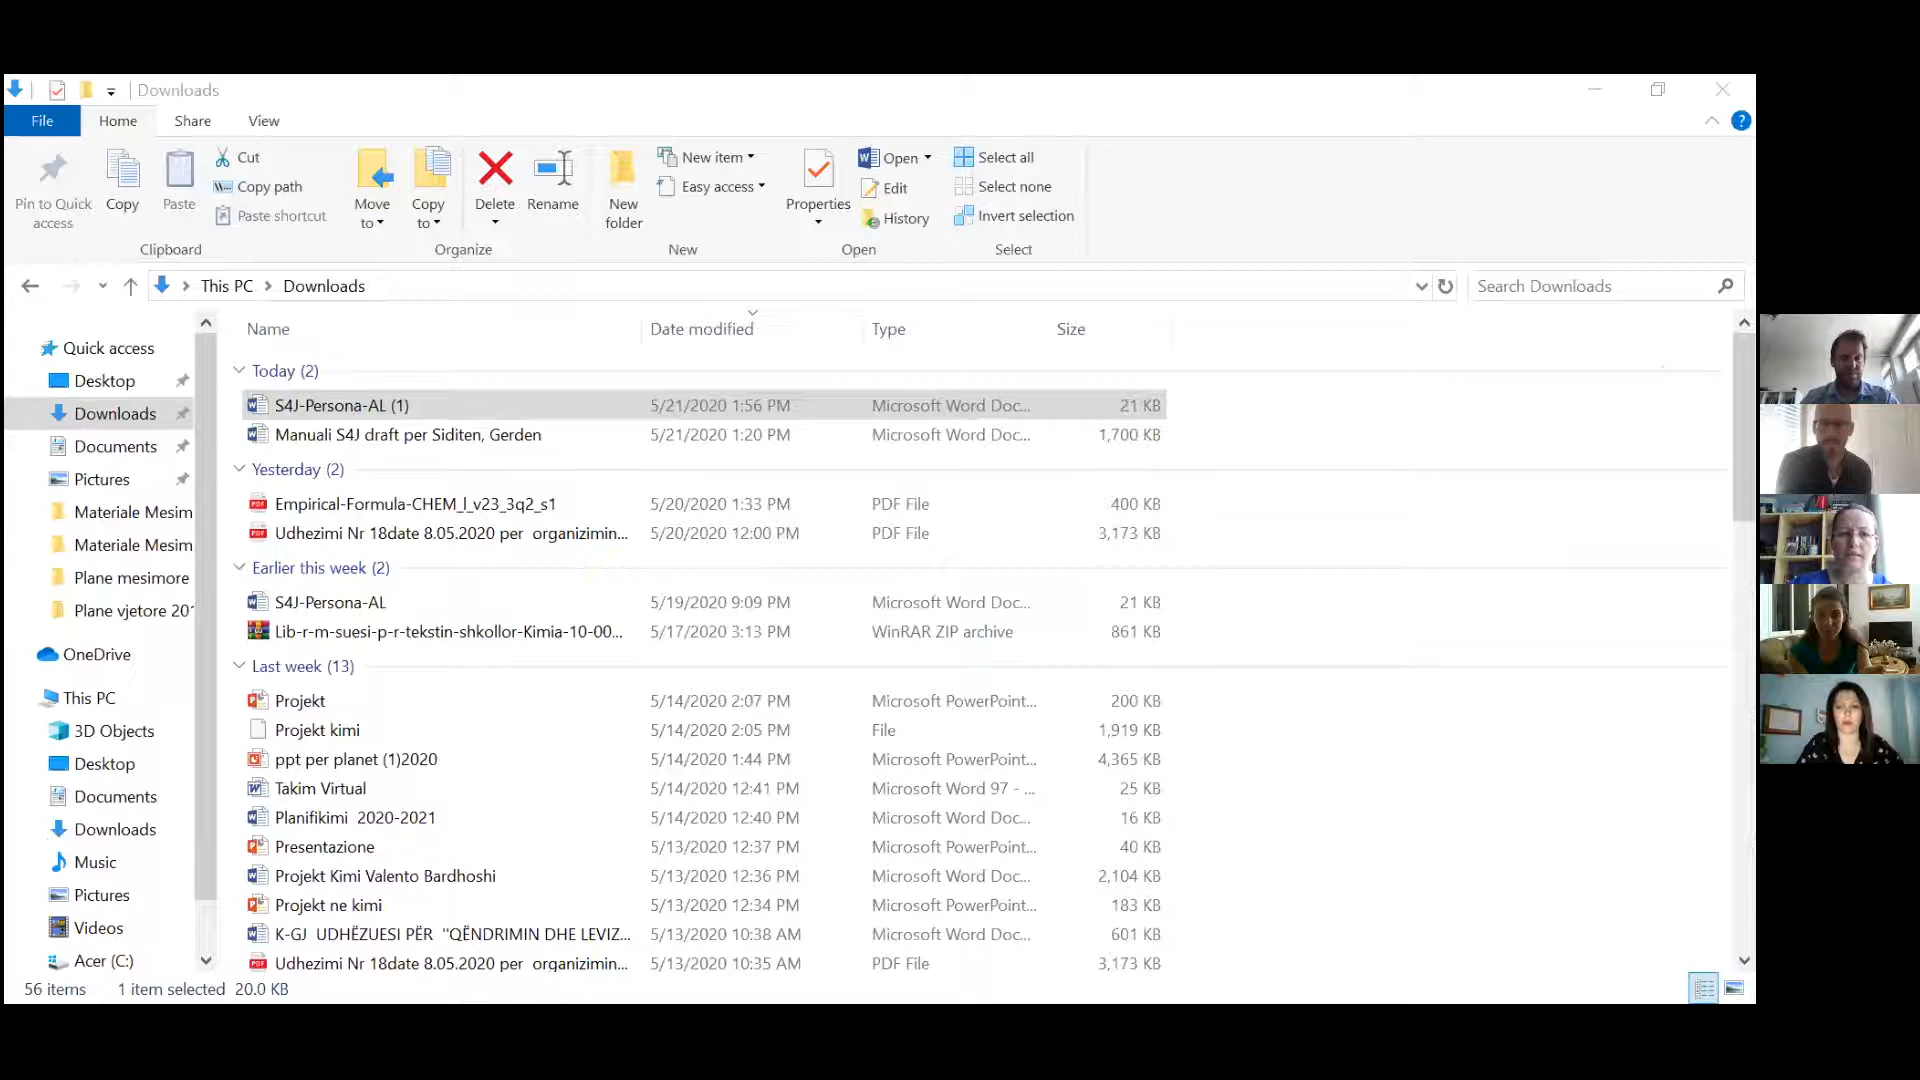 Downloads
File Home Share View
Pin to Quick access
Copy
Paste
Cut
Copy path
Paste shortcut
Clipboard
Move to
Copy to
Delete
Rename
Organize
New folder
New item
Easy access
New
Properties
Open
Edit
History
Open
Select all
Select none
Invert selection
Select
This PC > Downloads
Search Downloads
Quick access
Desktop
Downloads
Documents
Pictures
Materiale Mesim
Materiale Mesim
Plane mesimore
Plane vjetore 201
OneDrive
This PC
3D Objects
Desktop
Documents
Downloads
Music
Pictures
Videos
Acer (C:)
Name Date modified Type Size
Today (2)
S4J-Persona-AL (1) 5/21/2020 1:56 PM Microsoft Word Doc... 21 KB
Manuali S4J draft per Siditen, Gerden 5/21/2020 1:20 PM Microsoft Word Doc... 1,700 KB
Yesterday (2)
Empirical-Formula-CHEM_l_v23_3q2_s1 5/20/2020 1:33 PM PDF File 400 KB
Udhezimi Nr 18date 8.05.2020 per organizimin... 5/20/2020 12:00 PM PDF File 3,173 KB
Earlier this week (2)
S4J-Persona-AL 5/19/2020 9:09 PM Microsoft Word Doc... 21 KB
Lib-r-m-suesi-p-r-tekstin-shkollor-Kimia-10-00... 5/17/2020 3:13 PM WinRAR ZIP archive 861 KB
Last week (13)
Projekt 5/14/2020 2:07 PM Microsoft PowerPoint... 200 KB
Projekt kimi 5/14/2020 2:05 PM File 1,919 KB
ppt per planet (1)2020 5/14/2020 1:44 PM Microsoft PowerPoint... 4,365 KB
Takim Virtual 5/14/2020 12:41 PM Microsoft Word 97 - ... 25 KB
Planifikimi 2020-2021 5/14/2020 12:40 PM Microsoft Word Doc... 16 KB
Presentazione 5/13/2020 12:37 PM Microsoft PowerPoint... 40 KB
Projekt Kimi Valento Bardhoshi 5/13/2020 12:36 PM Microsoft Word Doc... 2,104 KB
Projekt ne kimi 5/13/2020 12:34 PM Microsoft PowerPoint... 183 KB
K-GJ UDHËZUESI PËR "QËNDRIMIN DHE LEVIZ... 5/13/2020 10:38 AM Microsoft Word Doc... 601 KB
Udhezimi Nr 18date 8.05.2020 per organizimin... 5/13/2020 10:35 AM PDF File 3,173 KB
56 items 1 item selected 20.0 KB